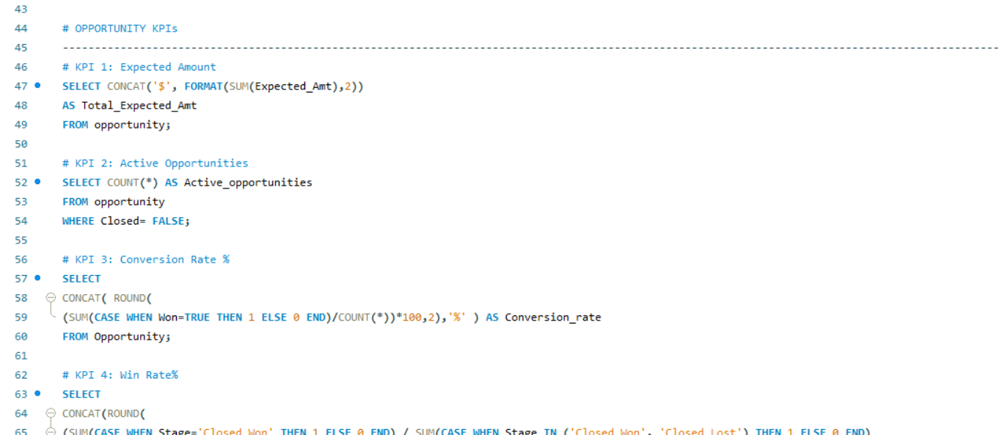 43
44 # OPPORTUNITY KPIs
45 ----------------------------------------------------------------------------------------------------------------------------------------------------
46 # KPI 1: Expected Amount
47 SELECT CONCAT('$', FORMAT(SUM(Expected_Amt),2))
48 AS Total_Expected_Amt
49 FROM opportunity;
50
51 # KPI 2: Active Opportunities
52 SELECT COUNT(*) AS Active_opportunities
53 FROM opportunity
54 WHERE Closed= FALSE;
55
56 # KPI 3: Conversion Rate %
57 SELECT
58 CONCAT( ROUND(
59 (SUM(CASE WHEN Won=TRUE THEN 1 ELSE 0 END)/COUNT(*))*100,2),'%' ) AS Conversion_rate
60 FROM Opportunity;
61
62 # KPI 4: Win Rate%
63 SELECT
64 CONCAT(ROUND(
65 (SUM(CASE WHEN Stage='Closed Won' THEN 1 ELSE 0 END) / SUM(CASE WHEN Stage IN ('Closed Won', 'Closed Lost') THEN 1 ELSE 0 END)